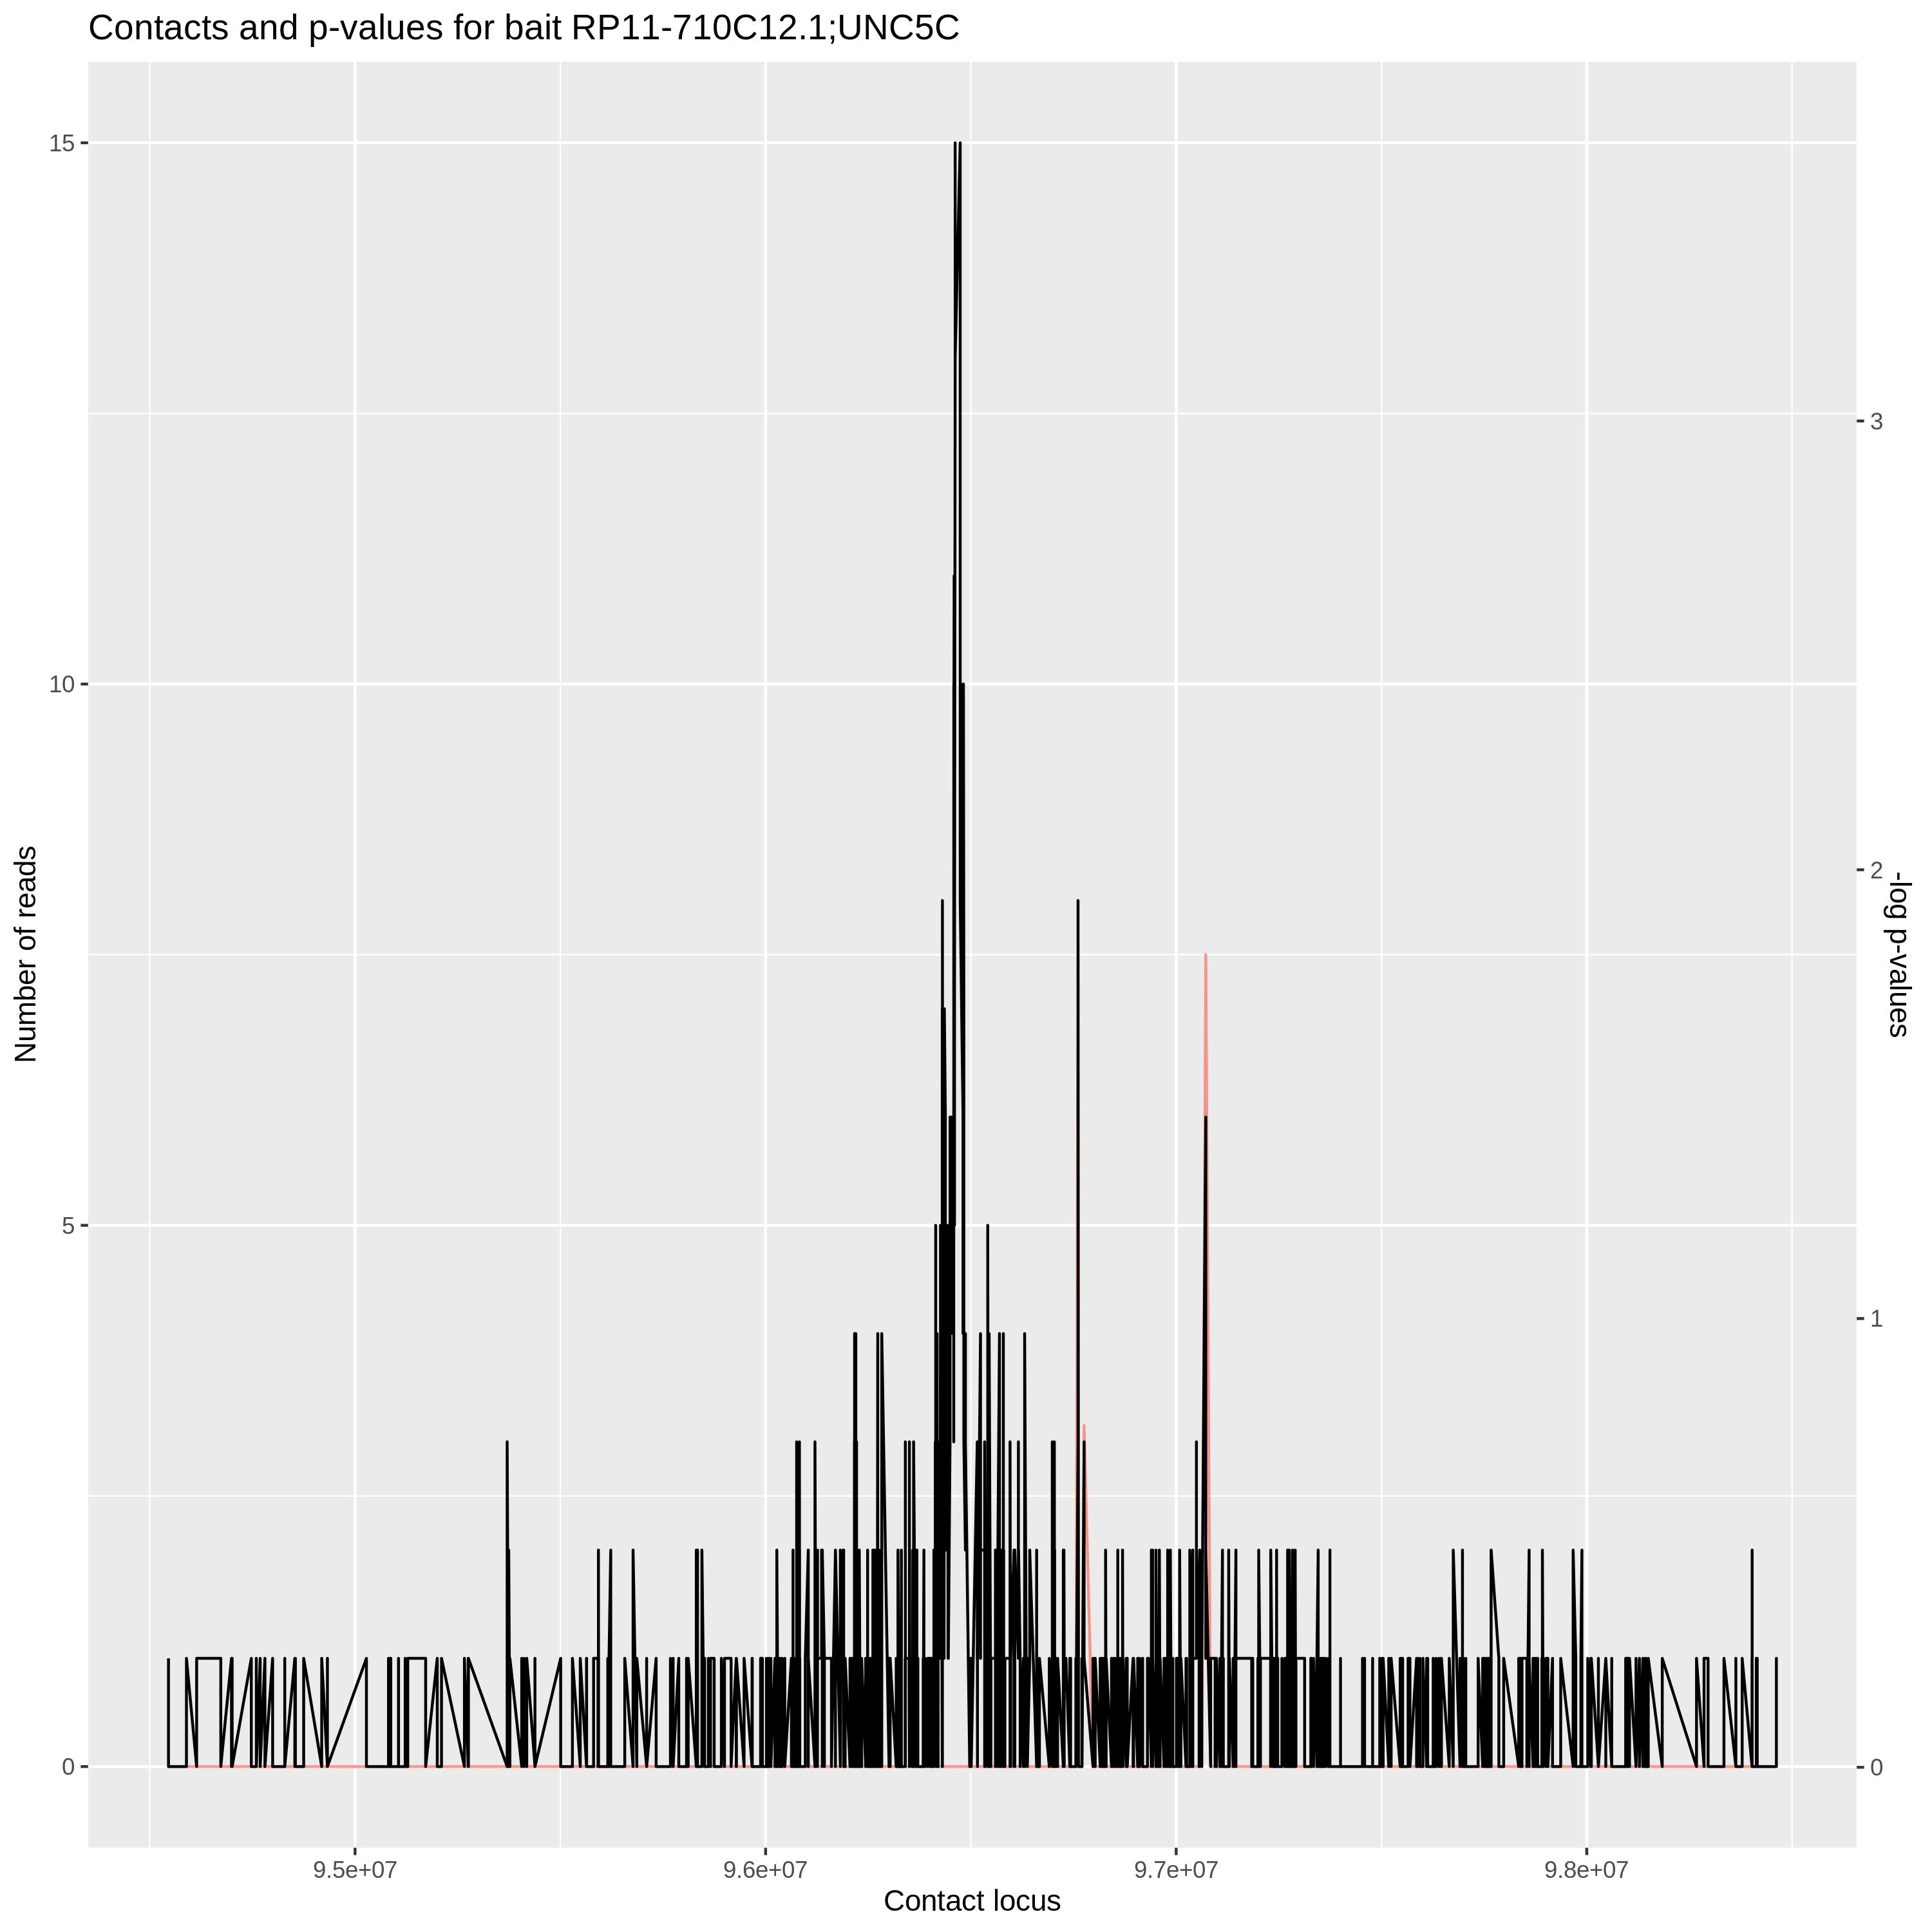 Contacts and p-values for bait RP11-710C12.1;UNC5C
15
10
5
0
Number of reads
3
2
1
0
-log p-values
9.5e+07
9.6e+07
9.7e+07
9.8e+07
Contact locus